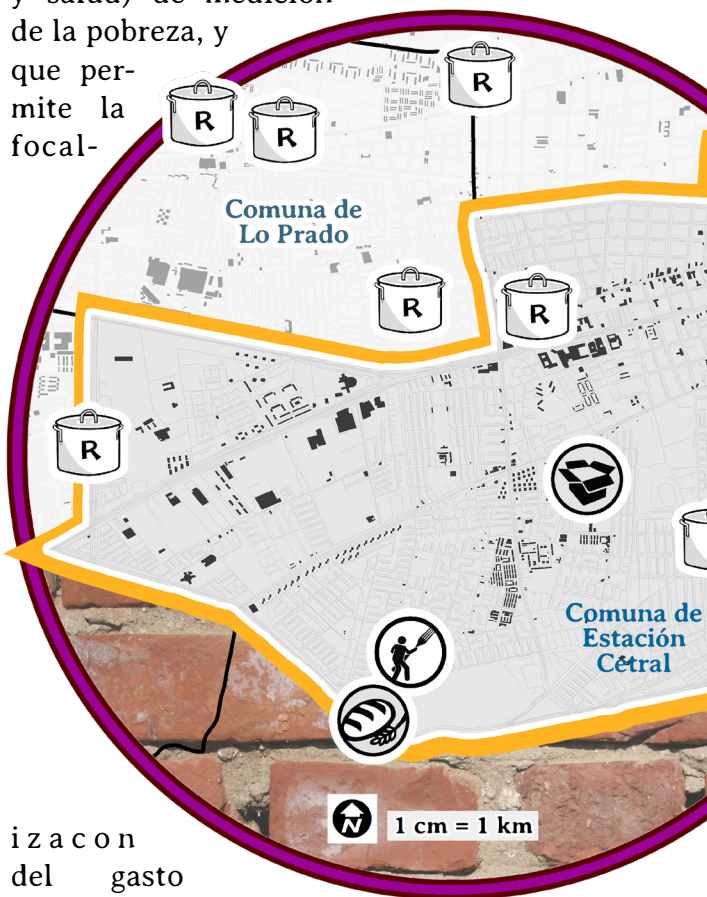 y salud) de medición
de la pobreza, y
que per-
mite la
focal-
R
R
R
Comuna de
Lo Prado
R
R
R
Comuna de
Estación
Cetral
N
1 cm = 1 km
izacon
del gasto